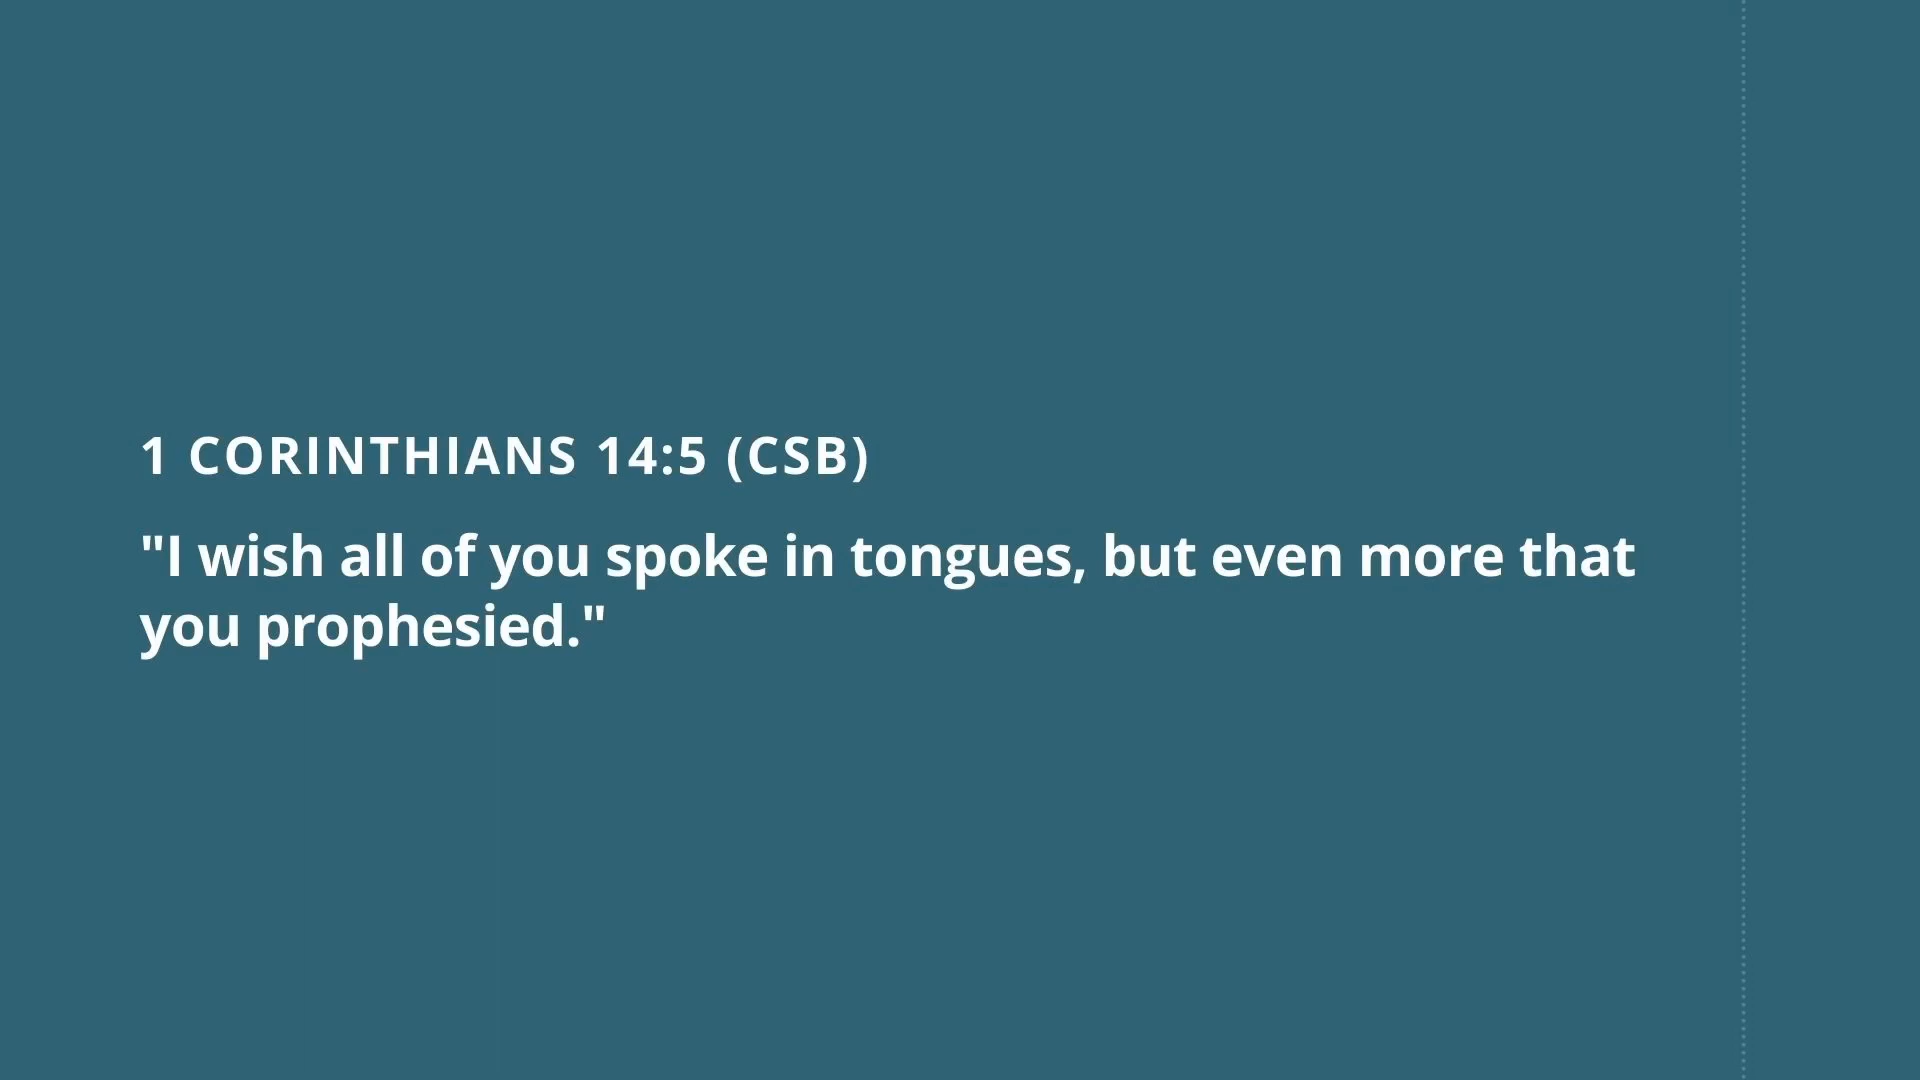 1 CORINTHIANS 14:5 (CSB)
"I wish all of you spoke in tongues, but even more that
you prophesied."